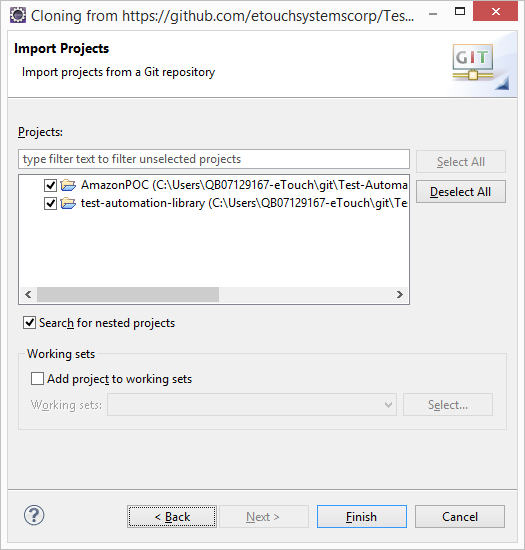 Cloning from https://github.com/etouchsystemscorp/Tes...
Import Projects
Import projects from a Git repository
GIT
Projects:
type filter text to filter unselected projects
Select All
AmazonPOC (C:\Users\QB07129167-eTouch\git\Test-Automa
Deselect All
test-automation-library (C:\Users\QB07129167-eTouch\git\Te
Search for nested projects
Working sets
Add project to working sets
Working sets:
Select...
?
< Back
Next >
Finish
Cancel